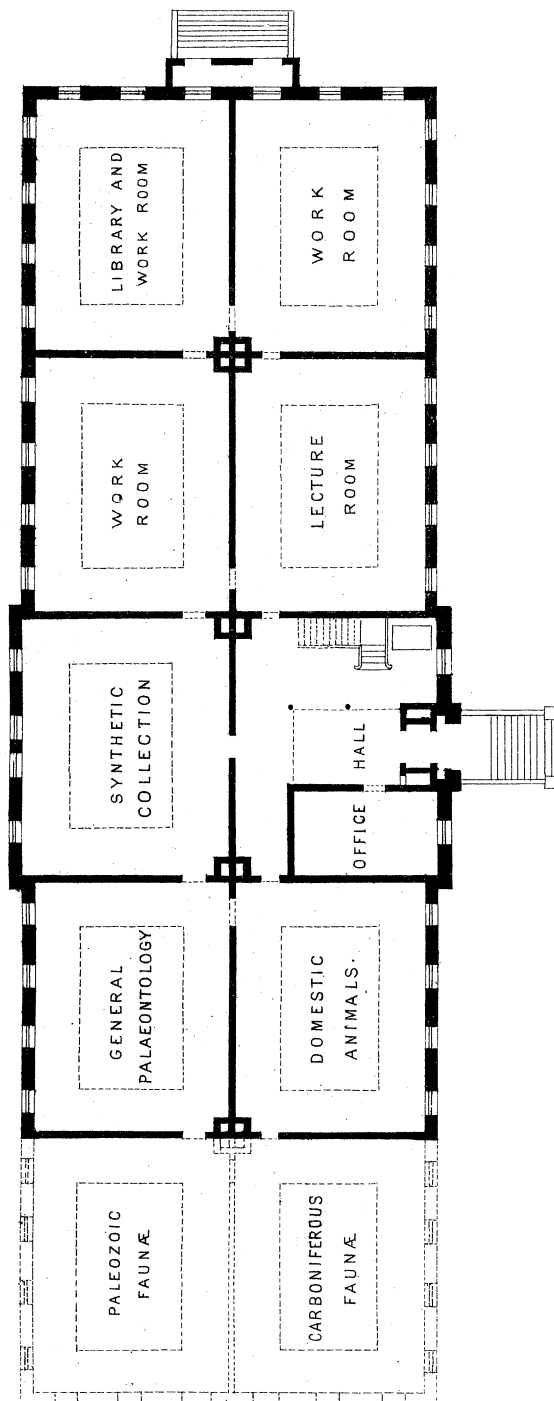 LIBRARY AND
WORK ROOM
WORK
ROOM
WORK
ROOM
LECTURE
ROOM
SYNTHETIC
COLLECTION
HALL
OFFICE
GENERAL
PALAEONTOLOGY
DOMESTIC
ANIMALS.
PALEOZOIC
FAUNÆ
CARBONIFEROUS
FAUNÆ